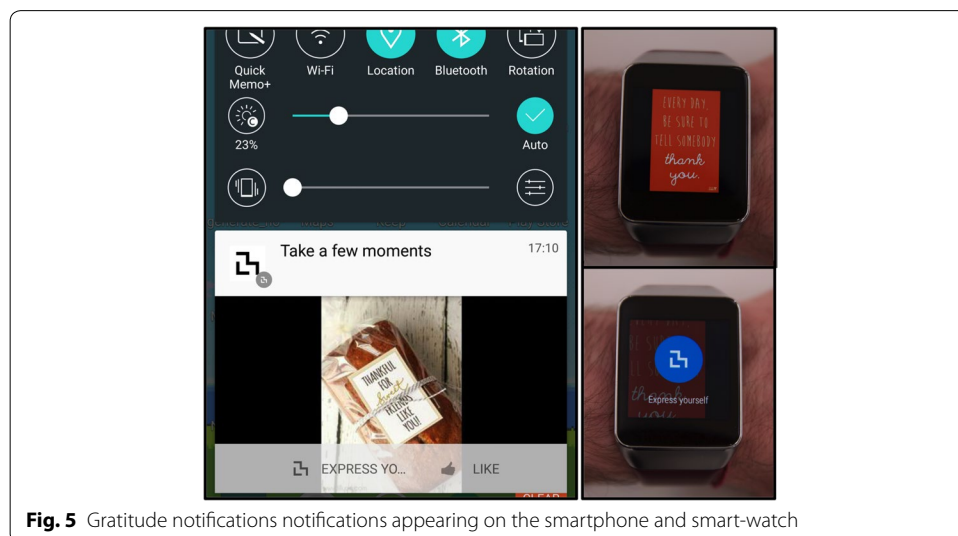 Quick
Memo+
Wi-Fi
Location
Bluetooth
Rotation
23%
Auto
Take a few moments
17:10
THANKFUL
FOR
Sweet
FRIENDS
LIKE
YOU!
EXPRESS YO...
LIKE
EVERY DAY,
BE SURE TO
TELL SOMEBODY
thank
you.
Express yourself
Fig. 5 Gratitude notifications notifications appearing on the smartphone and smart-watch